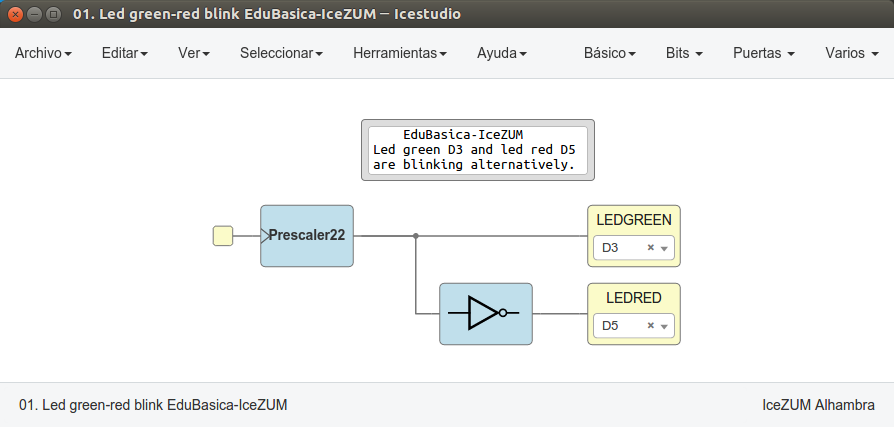 01. Led green-red blink EduBasica-IceZUM — Icestudio
Archivo Editar Ver Seleccionar Herramientas Ayuda Básico Bits Puertas Varios
EduBasica-IceZUM
Led green D3 and led red D5
are blinking alternatively.
Prescaler22
LEDGREEN
D3
LEDRED
D5
01. Led green-red blink EduBasica-IceZUM IceZUM Alhambra